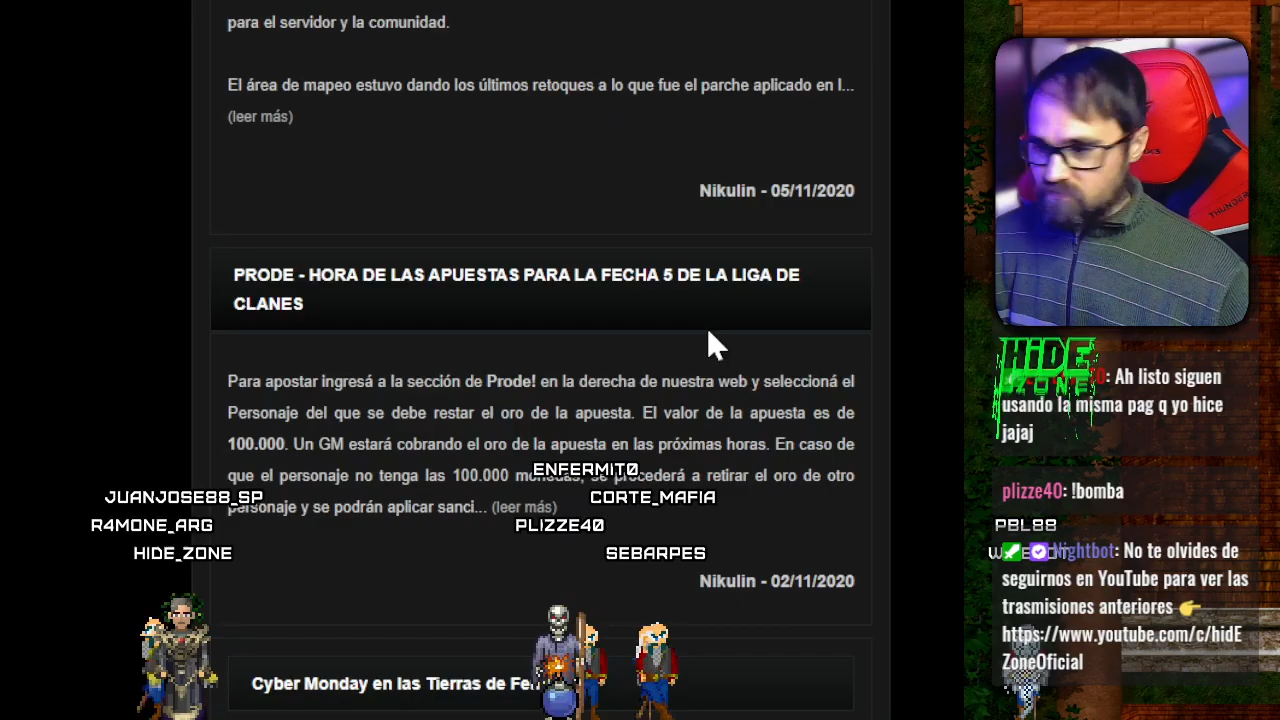 para el servidor y la comunidad.
El área de mapeo estuvo dando los últimos retoques a lo que fue el parche aplicado en l...
(leer más)
Nikulin - 05/11/2020
PRODE - HORA DE LAS APUESTAS PARA LA FECHA 5 DE LA LIGA DE
CLANES
Para apostar ingresen a la sección de Prode! en la derecha de nuestra web y seleccioná el
Personaje del que se debe restar el oro de la apuesta. El valor de la apuesta es de
100.000. Un GM estará cobrando el oro de la apuesta en las próximas horas. En caso de
que el personaje no tenga las 100.000 se procederá a retirar el oro de otro
personaje y se podrán aplicar sanci... (leer más)
Nikulin - 02/11/2020
Cyber Monday en las Tierras de
ENFERMIT0_
JUANJOSE88_SP
CORTE_MAFIA
R4MONE_ARG
PLIZZE40
HIDE_ZONE
SEBARPES
THUNDER
HiDE
ZONE
: Ah listo siguen
usando la misma pag q yo hice
jajaj
plizze40: !bomba
PBL88
Nightbot: No te olvides de
seguirnos en YouTube para ver las
trasmisiones anteriores 👉
https://www.youtube.com/c/hidE
ZoneOficial